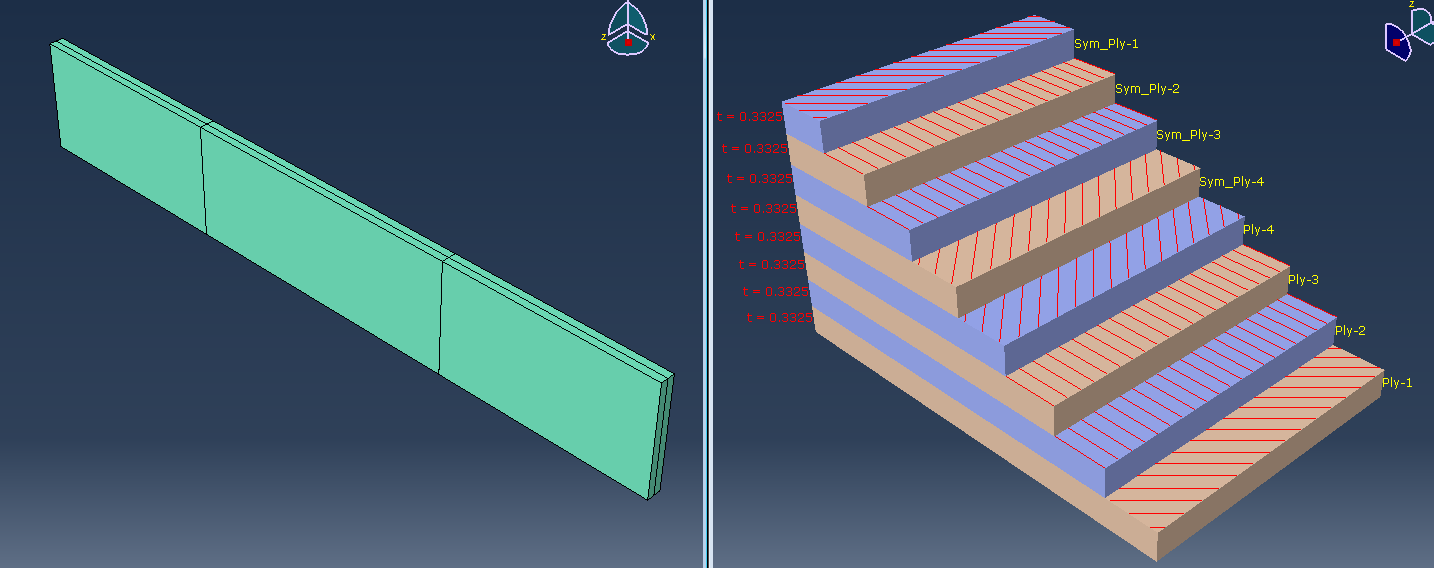 z x
z
Sym_Ply-1
Sym_Ply-2
t = 0.3325
Sym_Ply-3
t = 0.3325
Sym_Ply-4
t = 0.3325
t = 0.3325
Ply-4
t = 0.3325
t = 0.3325
Ply-3
t = 0.3325
t = 0.3325
Ply-2
Ply-1